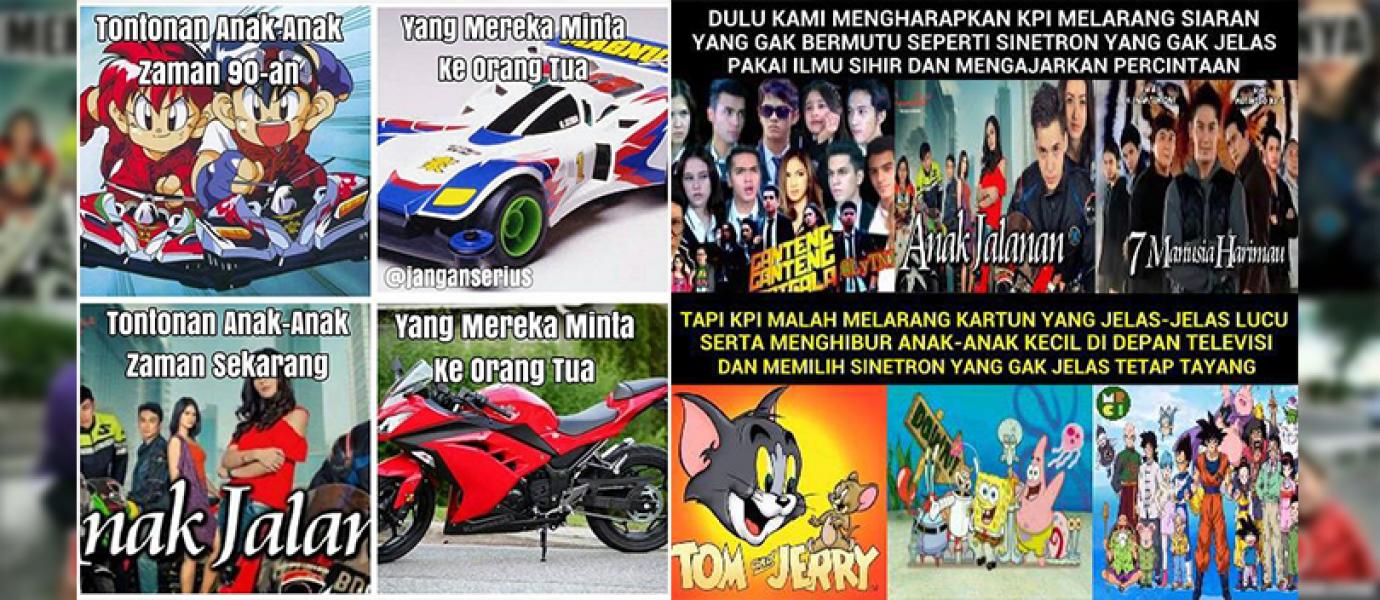 Tontonan Anak-Anak
Zaman 90-an
Yang Mereka Minta
Ke Orang Tua
MAGNUM
@janganserius
Tontonan Anak-Anak
Zaman Sekarang
nak Jalan
Yang Mereka Minta
Ke Orang Tua
DULU KAMI MENGHARAPKAN KPI MELARANG SIARAN
YANG GAK BERMUTU SEPERTI SINETRON YANG GAK JELAS
PAKAI ILMU SIHIR DAN MENGAJARKAN PERCINTAAN
GANTENG
GANTENG
Anak Jalanan
7 Manusia Harimau
TAPI KPI MALAH MELARANG KARTUN YANG JELAS-JELAS LUCU
SERTA MENGHIBUR ANAK-ANAK KECIL DI DEPAN TELEVISI
DAN MEMILIH SINETRON YANG GAK JELAS TETAP TAYANG
TOM AND JERRY